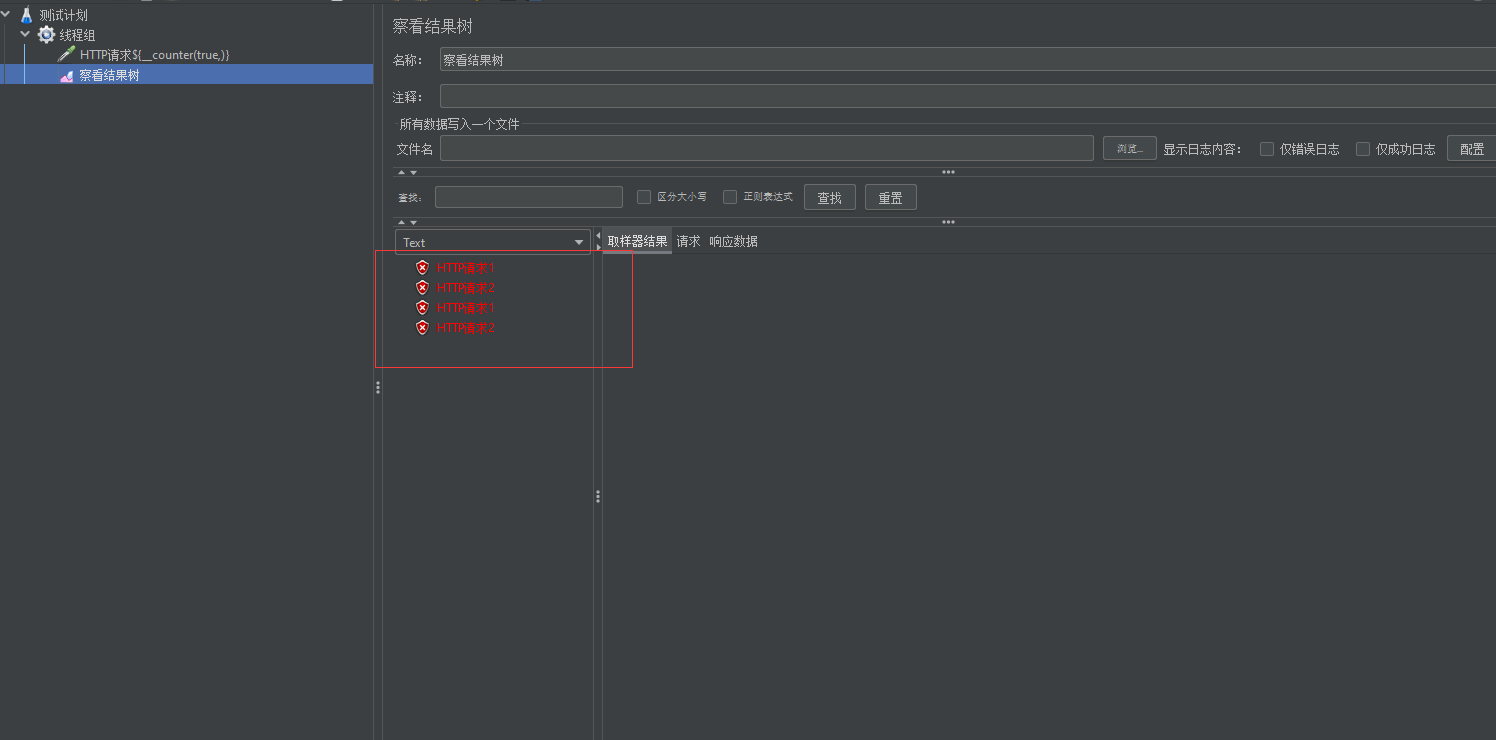 测试计划
线程组
HTTP请求${__counter(true,)}
察看结果树
察看结果树
名称： 察看结果树
注释：
所有数据写入一个文件
文件名 浏览... 显示日志内容： 仅错误日志 仅成功日志 配置
查找： 区分大小写 正则表达式 查找 重置
Text 取样器结果 请求 响应数据
HTTP请求1
HTTP请求2
HTTP请求1
HTTP请求2